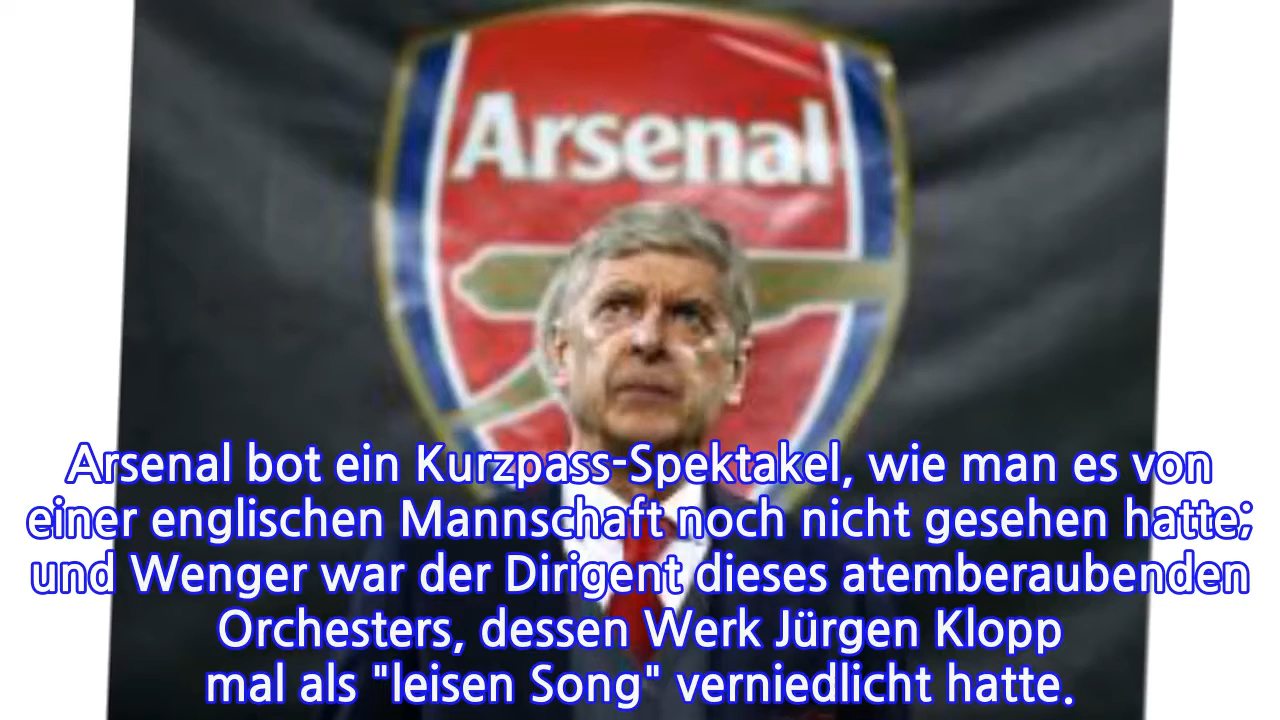 Arsenal
Arsenal bot ein Kurzpass-Spektakel, wie man es von
einer englischen Mannschaft noch nicht gesehen hatte;
und Wenger war der Dirigent dieses atemberaubenden
Orchesters, dessen Werk Jürgen Klopp
mal als "leisen Song" verniedlicht hatte.